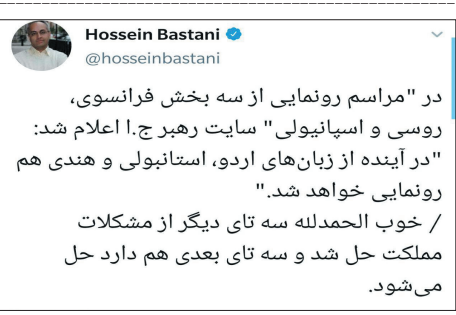 Hossein Bastani
@hosseinbastani
در "مراسم رونمایی از سه بخش فرانسوی،
روسی و اسپانیولی" سایت رهبر ج.ا اعلام شد:
"در آینده از زبان‌های اردو، استانبولی و هندی هم
رونمایی خواهد شد."
/ خوب الحمدلله سه تای دیگر از مشکلات
مملکت حل شد و سه تای بعدی هم دارد حل
می‌شود.